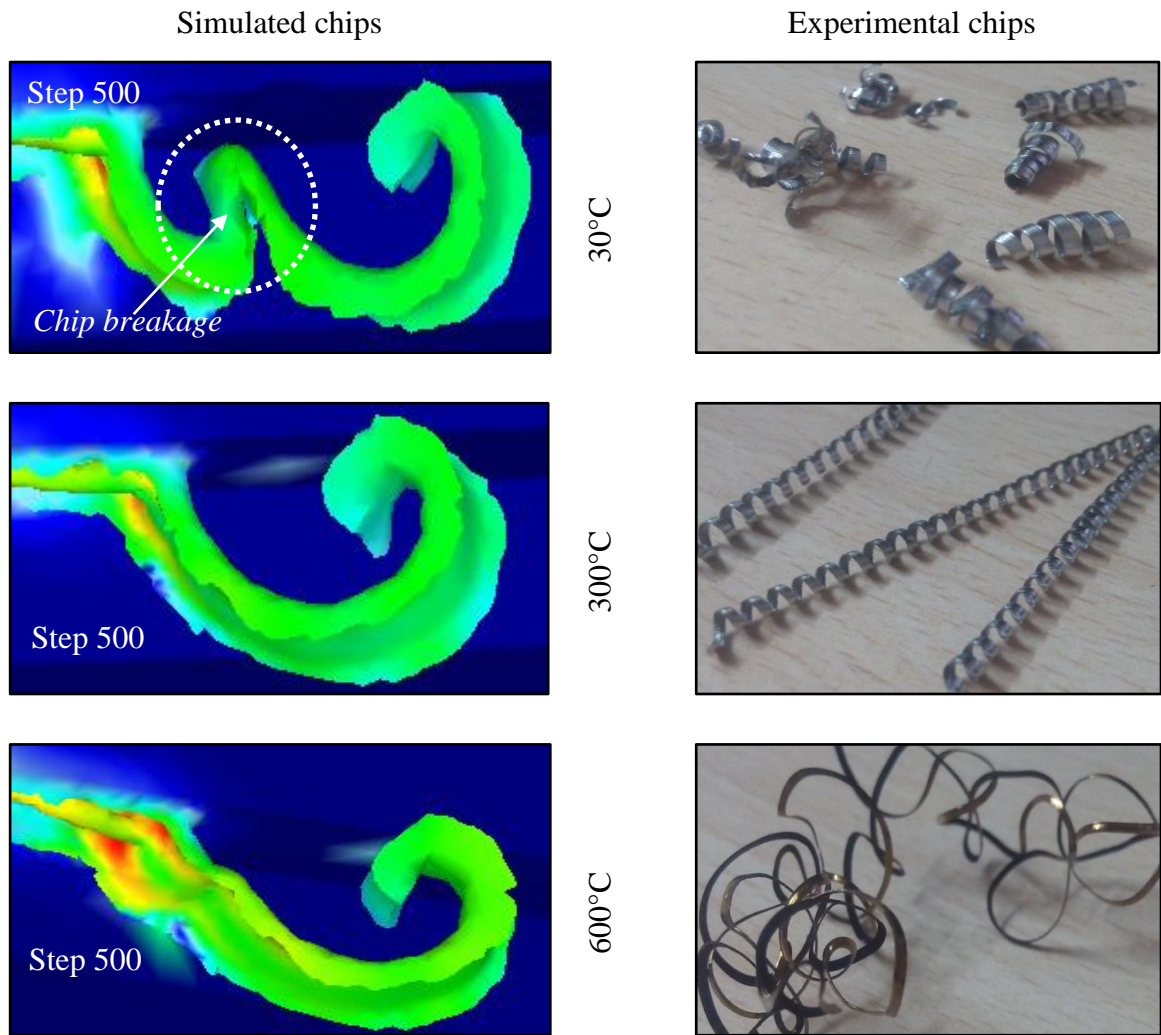 Simulated chips
Experimental chips
Step 500
Chip breakage
30°C
Step 500
300°C
Step 500
600°C